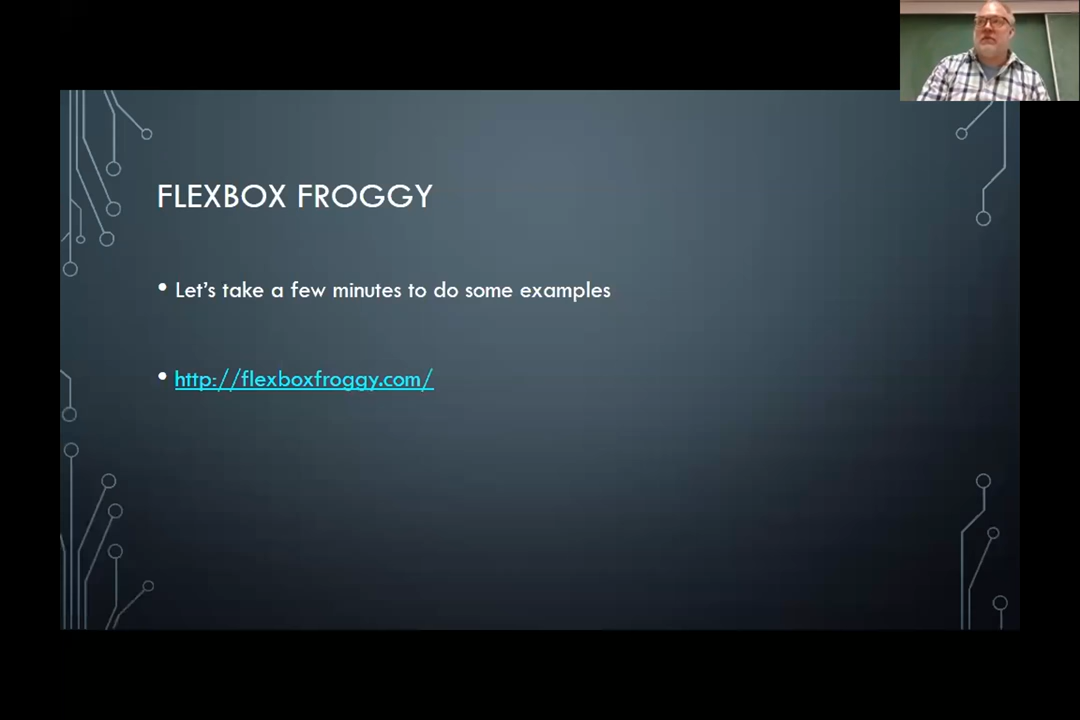 FLEXBOX FROGGY
• Let's take a few minutes to do some examples
• http://flexboxfroggy.com/